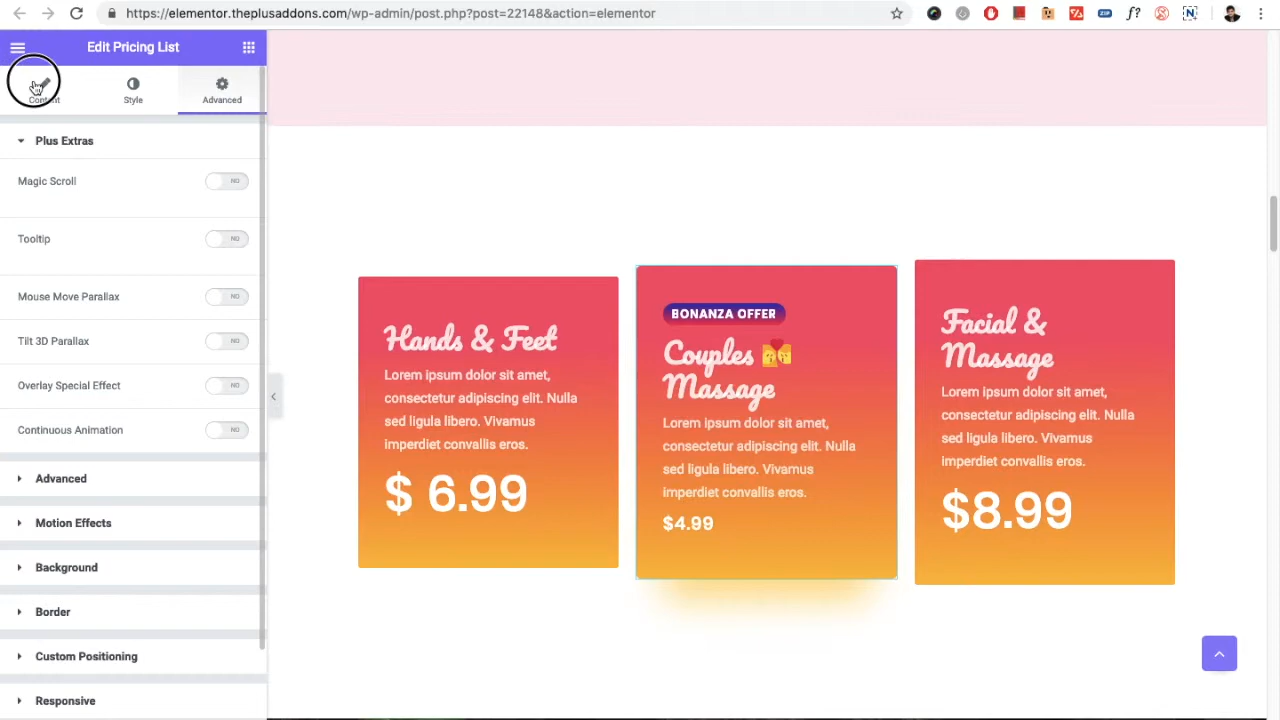 https://elementor.theplusaddons.com/wp-admin/post.php?post=22148&action=elementor
ZIP
f?
N
Edit Pricing List
Content
Style
Advanced
Plus Extras
Magic Scroll
NO
Tooltip
NO
Mouse Move Parallax
NO
Tilt 3D Parallax
NO
Overlay Special Effect
NO
Continuous Animation
NO
Advanced
Motion Effects
Background
Border
Custom Positioning
Responsive
Hands & Feet
Lorem ipsum dolor sit amet,
consectetur adipiscing elit. Nulla
sed ligula libero. Vivamus
imperdiet convallis eros.
$ 6.99
BONANZA OFFER
Couples
Massage
Lorem ipsum dolor sit amet,
consectetur adipiscing elit. Nulla
sed ligula libero. Vivamus
imperdiet convallis eros.
$4.99
Facial &
Massage
Lorem ipsum dolor sit amet,
consectetur adipiscing elit. Nulla
sed ligula libero. Vivamus
imperdiet convallis eros.
$8.99